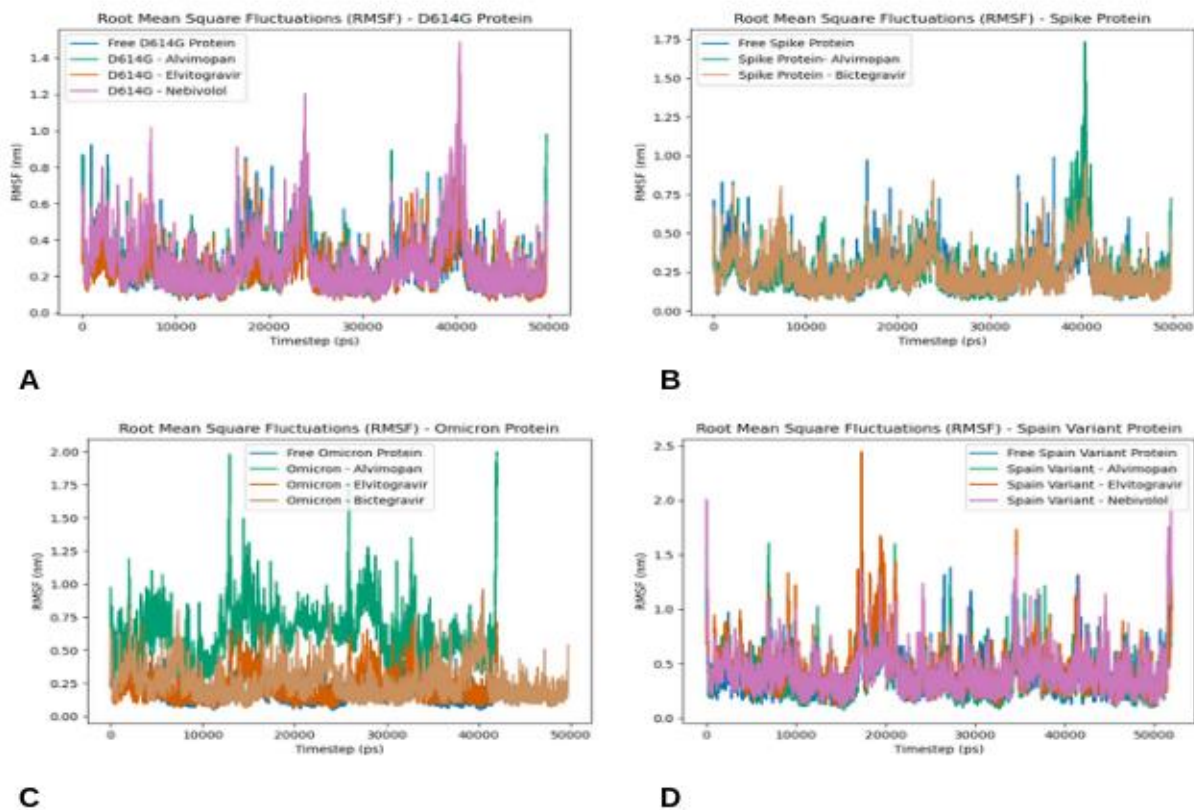 Root Mean Square Fluctuations (RMSF) - D614G Protein
Free D614G Protein
D614G - Alvimopan
D614G - Elvitogravir
D614G - Nebivolol
1.4
1.2
1.0
0.8
0.6
0.4
0.2
0.0
RMSF (nm)
0 10000 20000 30000 40000 50000
Timestep (ps)
A
Root Mean Square Fluctuations (RMSF) - Spike Protein
Free Spike Protein
Spike Protein- Alvimopan
Spike Protein - Bictegravir
1.75
1.50
1.25
1.00
0.75
0.50
0.25
0.00
RMSF (nm)
0 10000 20000 30000 40000 50000
Timestep (ps)
B
Root Mean Square Fluctuations (RMSF) - Omicron Protein
Free Omicron Protein
Omicron - Alvimopan
Omicron - Elvitogravir
Omicron - Bictegravir
2.00
1.75
1.50
1.25
1.00
0.75
0.50
0.25
0.00
RMSF (nm)
0 10000 20000 30000 40000 50000
Timestep (ps)
C
Root Mean Square Fluctuations (RMSF) - Spain Variant Protein
Free Spain Variant Protein
Spain Variant - Alvimopan
Spain Variant - Elvitogravir
Spain Variant - Nebivolol
2.5
2.0
1.5
1.0
0.5
0.0
RMSF (nm)
0 10000 20000 30000 40000 50000
Timestep (ps)
D